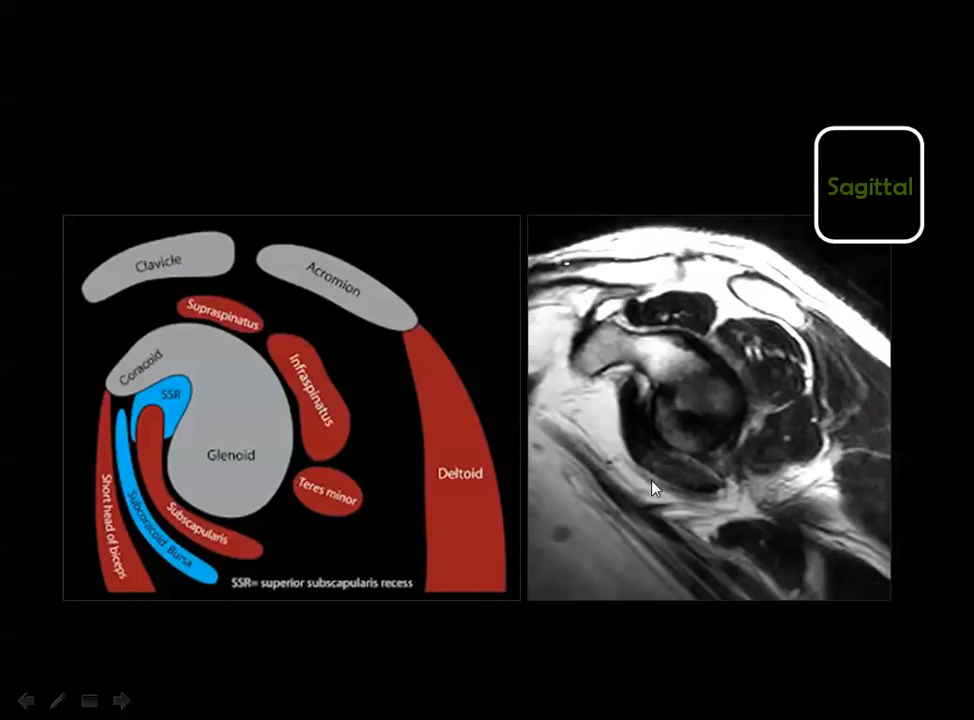 Sagittal
Clavicle
Acromion
Supraspinatus
Coracoid
SSR
Infraspinatus
Glenoid
Deltoid
Teres minor
Short head of biceps
Subcoracoid Bursa
Subscapularis
SSR= superior subscapularis recess